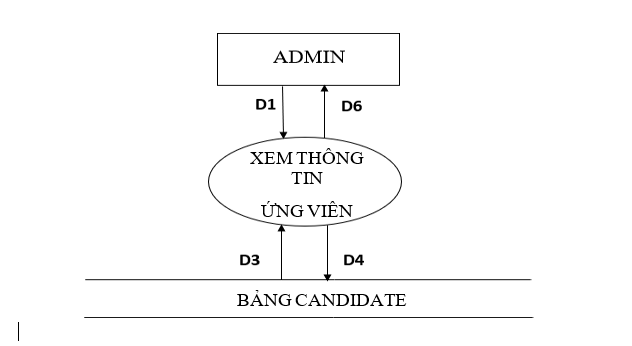 ADMIN
D1 D6
XEM THÔNG
TIN
ỨNG VIÊN
D3 D4
BẢNG CANDIDATE